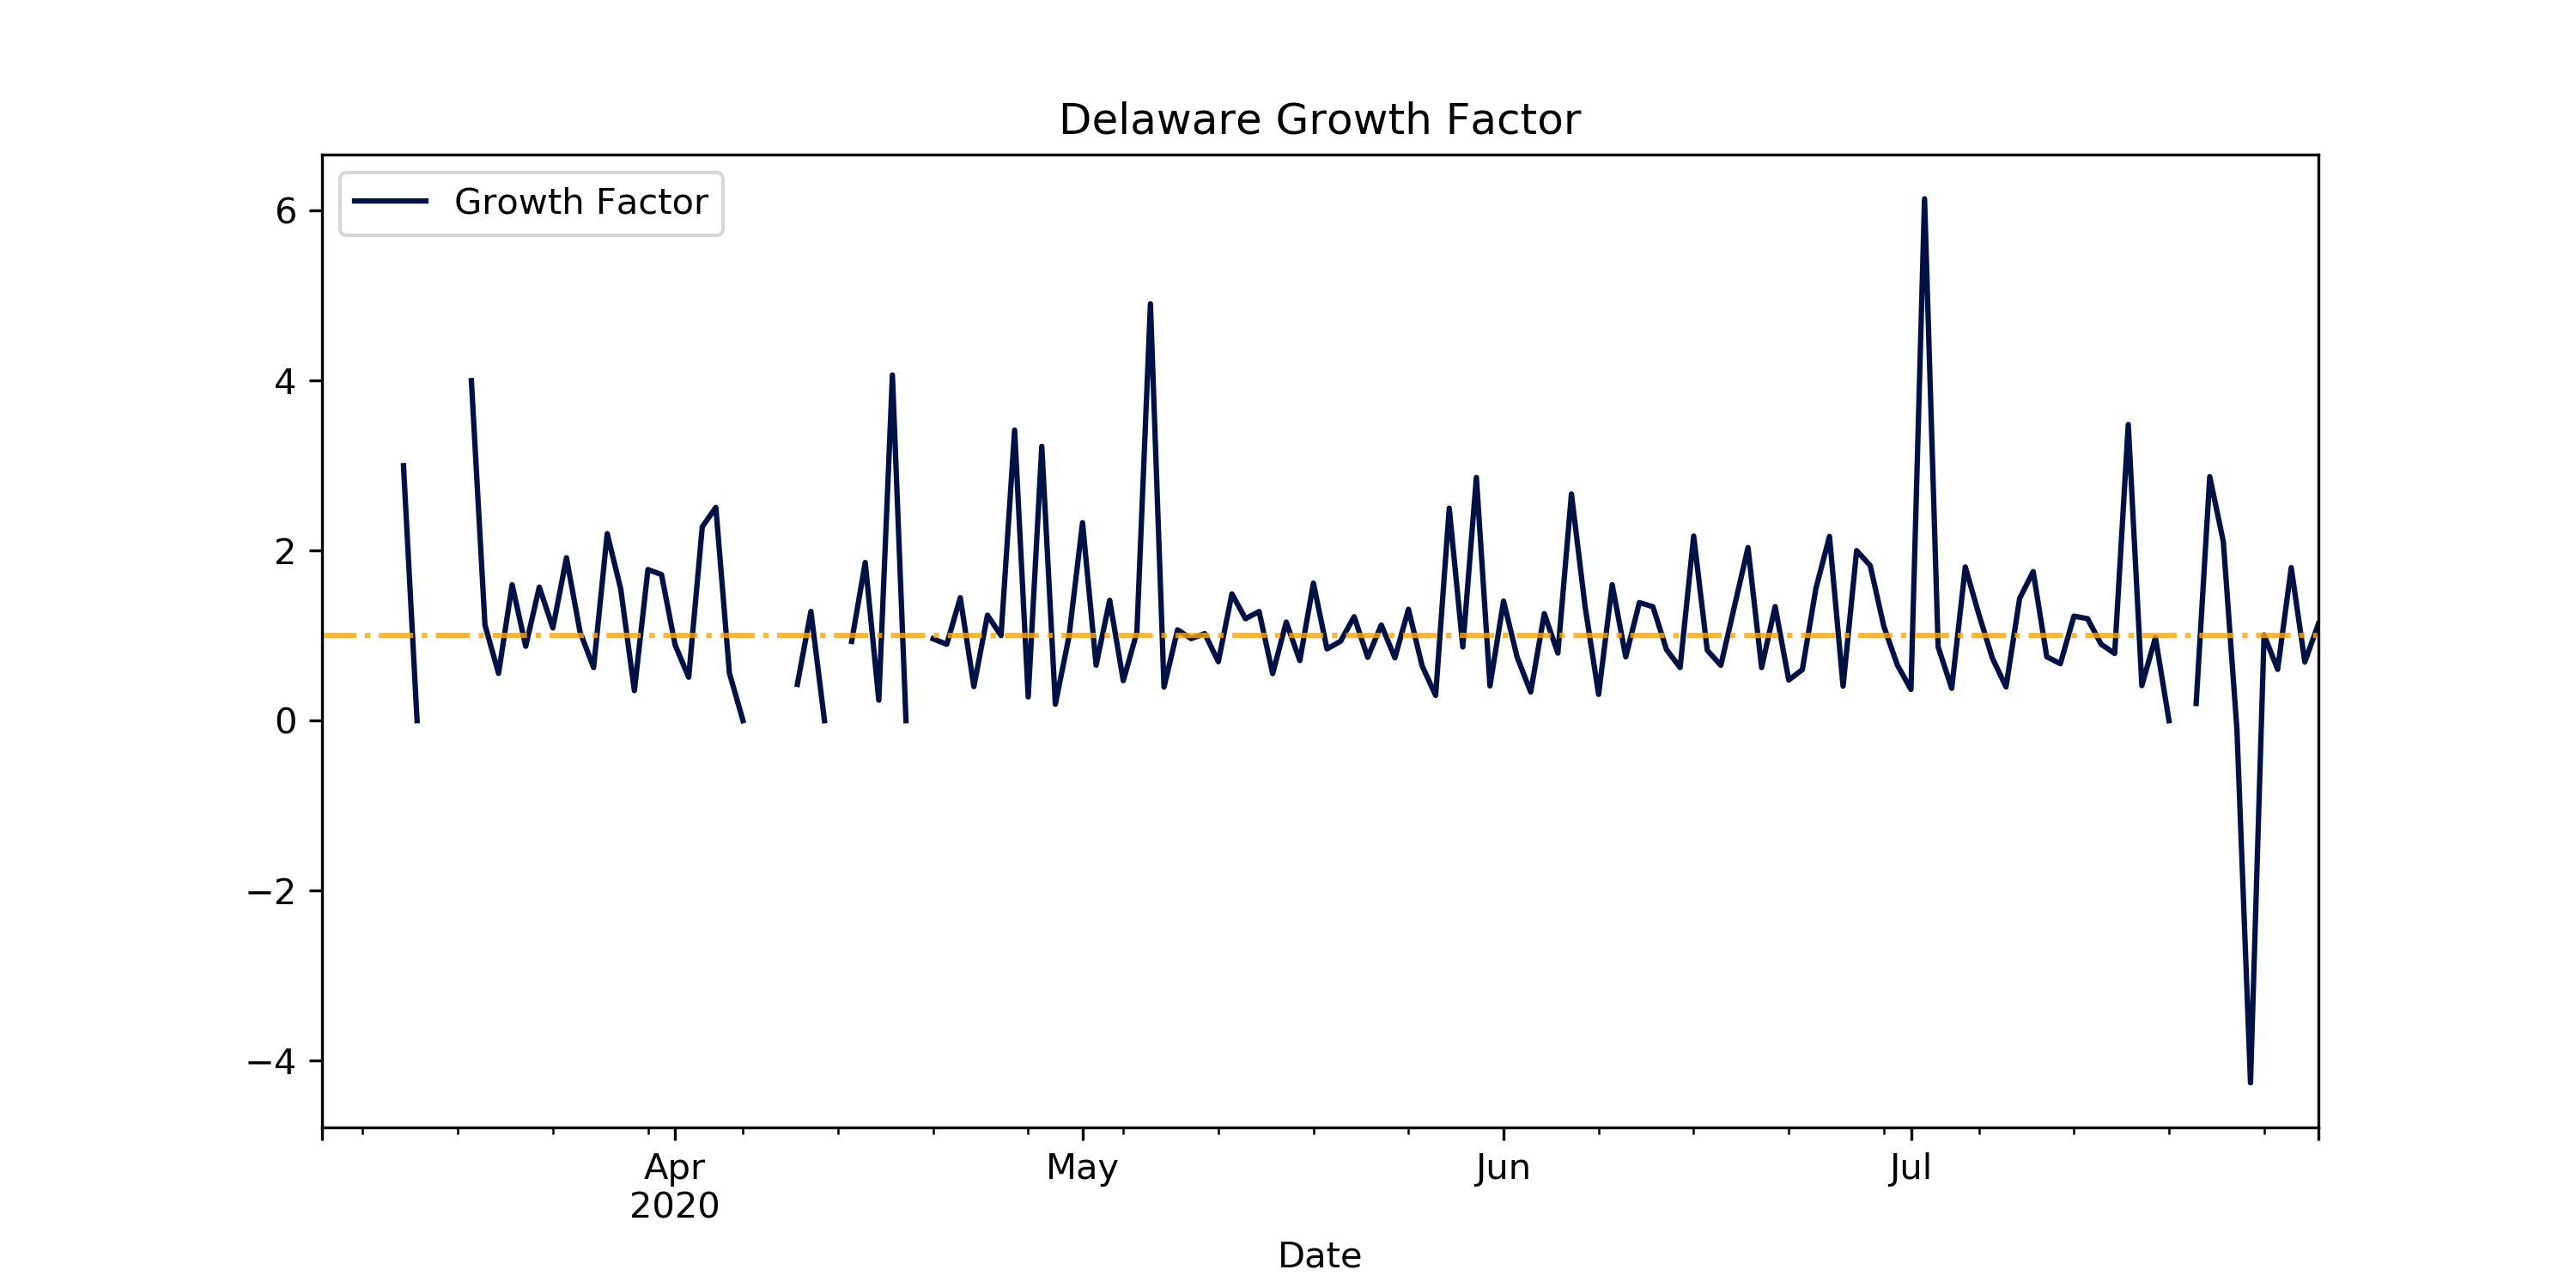 Delaware Growth Factor
Growth Factor
6
4
2
0
−2
−4
Apr
2020
May
Jun
Jul
Date